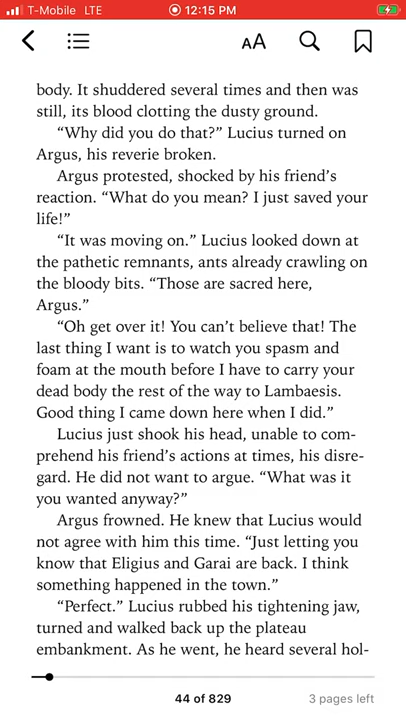 T-Mobile LTE 12:15 PM
AA
body. It shuddered several times and then was
still, its blood clotting the dusty ground.
“Why did you do that?” Lucius turned on
Argus, his reverie broken.
Argus protested, shocked by his friend’s
reaction. “What do you mean? I just saved your
life!”
“It was moving on.” Lucius looked down at
the pathetic remnants, ants already crawling on
the bloody bits. “Those are sacred here,
Argus.”
“Oh get over it! You can’t believe that! The
last thing I want is to watch you spasm and
foam at the mouth before I have to carry your
dead body the rest of the way to Lambaesis.
Good thing I came down here when I did.”
Lucius just shook his head, unable to com-
prehend his friend’s actions at times, his disre-
gard. He did not want to argue. “What was it
you wanted anyway?”
Argus frowned. He knew that Lucius would
not agree with him this time. “Just letting you
know that Eligius and Garai are back. I think
something happened in the town.”
“Perfect.” Lucius rubbed his tightening jaw,
turned and walked back up the plateau
embankment. As he went, he heard several hol-
44 of 829 3 pages left